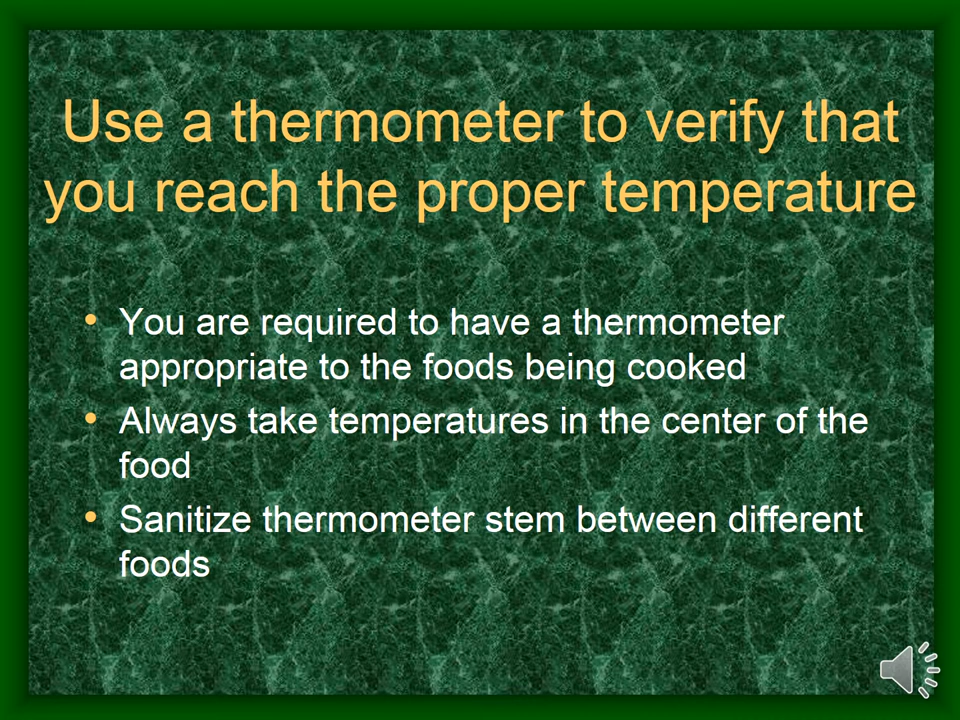 Use a thermometer to verify that
you reach the proper temperature
• You are required to have a thermometer
appropriate to the foods being cooked
• Always take temperatures in the center of the
food
• Sanitize thermometer stem between different
foods